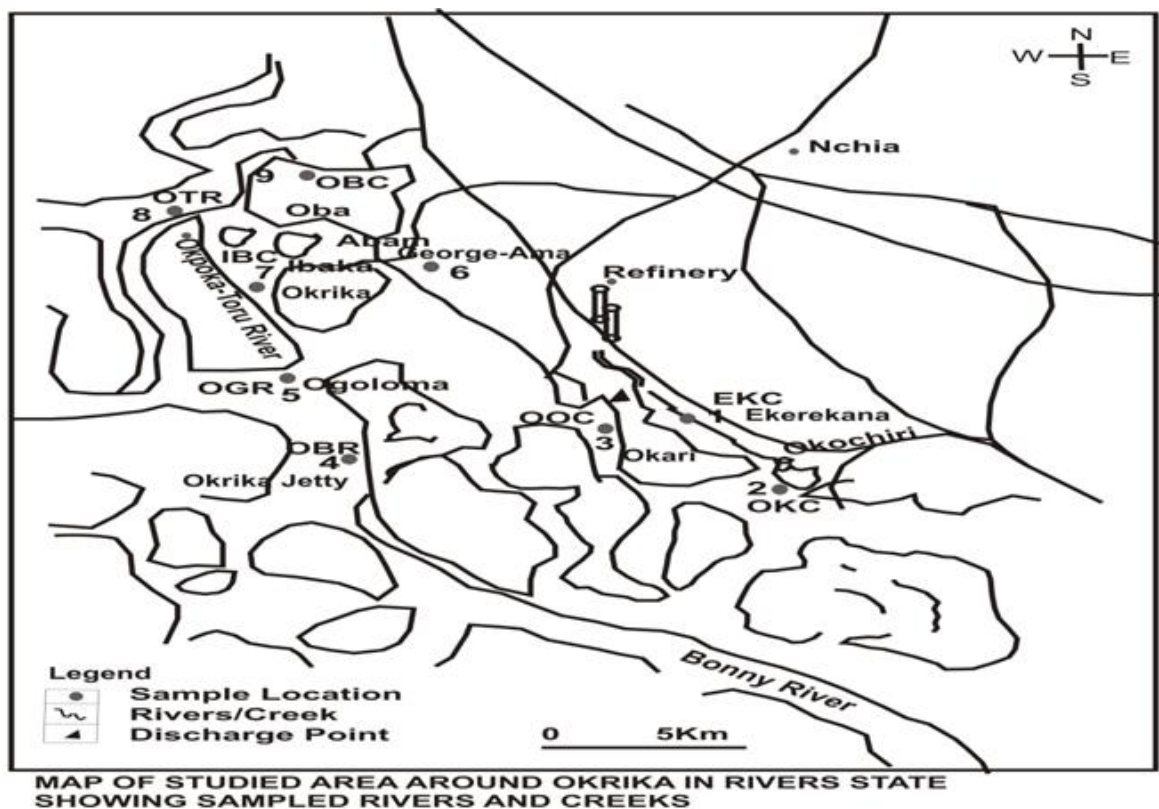 N
W E
S
Nchia
9 OBC
OTR
8
Oba
Abam
IBC
George-Ama
7 Ibaka
6
Okrika
Refinery
Okpoka-Toru River
OGR Ogoloma
5
EKC
OOC
1 Ekerekana
3
OBR
Okari
Okochiri
4
Okrika Jetty
2
OKC
Bonny River
Legend
Sample Location
Rivers/Creek
Discharge Point
0 5Km
MAP OF STUDIED AREA AROUND OKRIKA IN RIVERS STATE
SHOWING SAMPLED RIVERS AND CREEKS